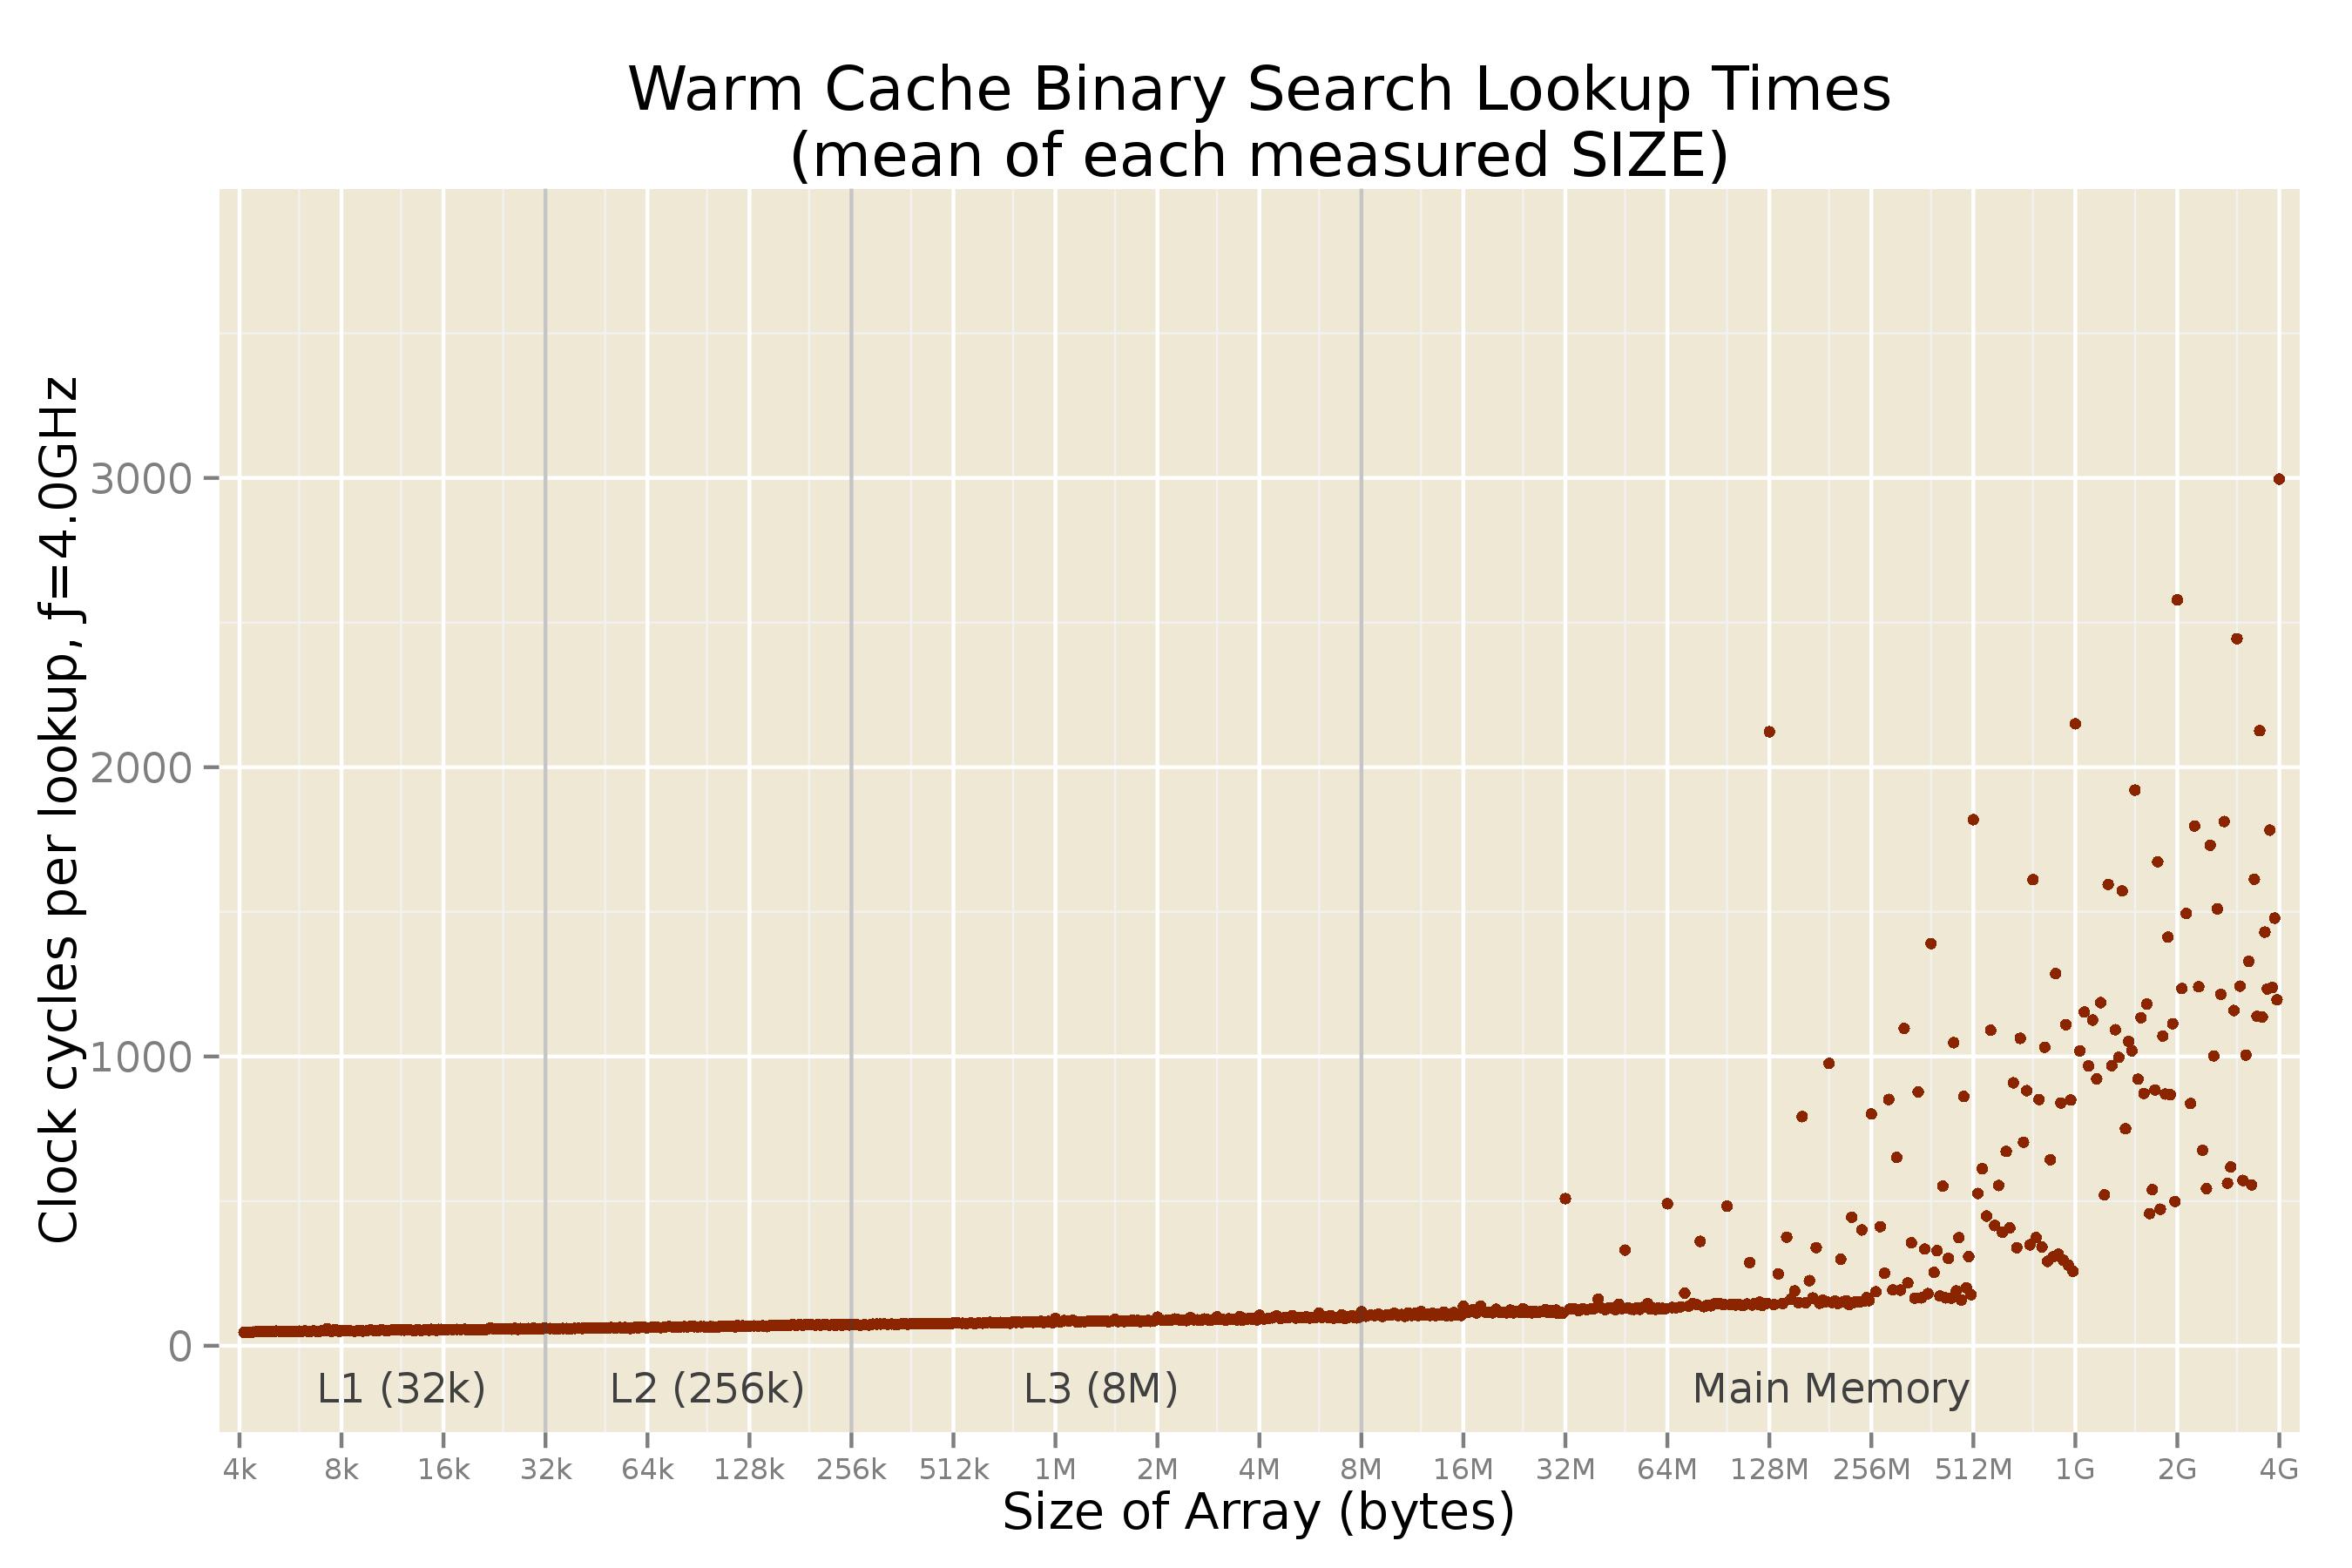 Warm Cache Binary Search Lookup Times
(mean of each measured SIZE)
Clock cycles per lookup, ƒ=4.0GHz
3000
2000
1000
0
L1 (32k) L2 (256k) L3 (8M) Main Memory
4k 8k 16k 32k 64k 128k 256k 512k 1M 2M 4M 8M 16M 32M 64M 128M 256M 512M 1G 2G 4G
Size of Array (bytes)